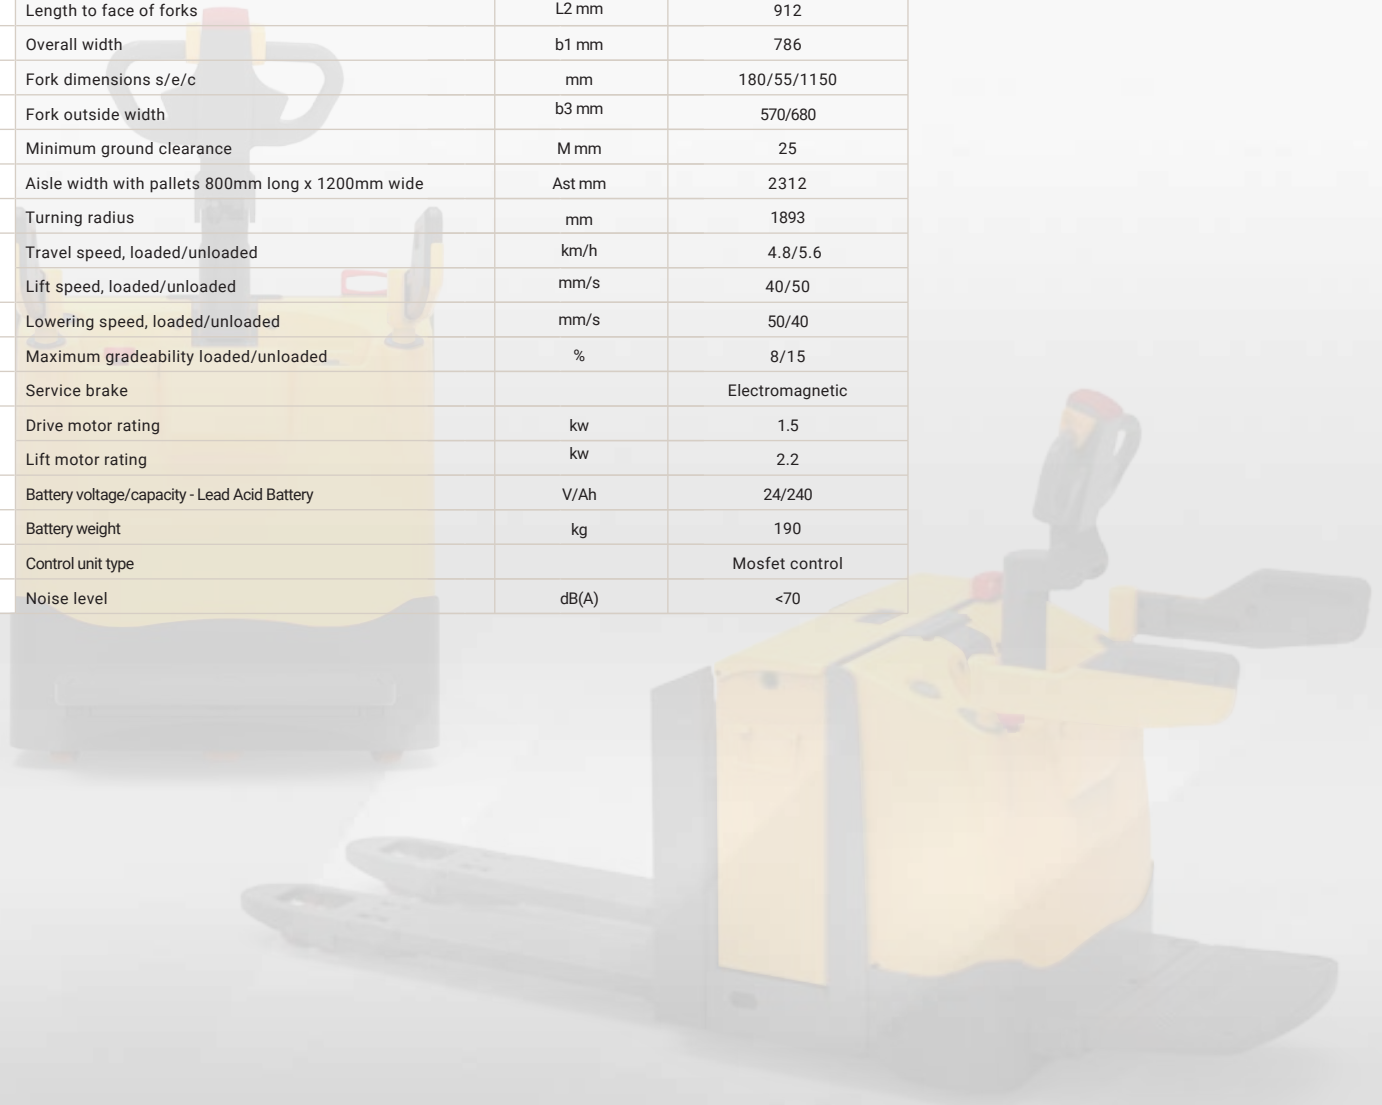 Length to face of forks L2 mm 912
Overall width b1 mm 786
Fork dimensions s/e/c mm 180/55/1150
Fork outside width b3 mm 570/680
Minimum ground clearance M mm 25
Aisle width with pallets 800mm long x 1200mm wide Ast mm 2312
Turning radius mm 1893
Travel speed, loaded/unloaded km/h 4.8/5.6
Lift speed, loaded/unloaded mm/s 40/50
Lowering speed, loaded/unloaded mm/s 50/40
Maximum gradeability loaded/unloaded % 8/15
Service brake Electromagnetic
Drive motor rating kw 1.5
Lift motor rating kw 2.2
Battery voltage/capacity - Lead Acid Battery V/Ah 24/240
Battery weight kg 190
Control unit type Mosfet control
Noise level dB(A) <70